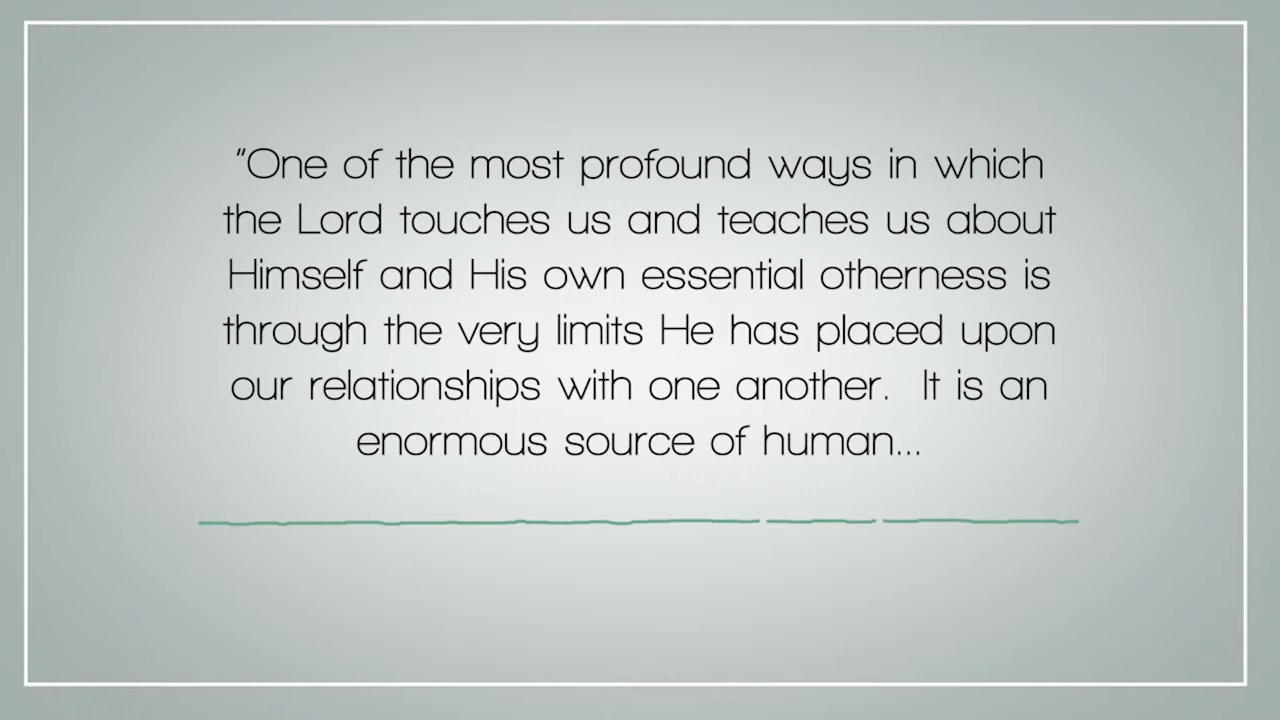 "One of the most profound ways in which
the Lord touches us and teaches us about
Himself and His own essential otherness is
through the very limits He has placed upon
our relationships with one another.  It is an
enormous source of human...